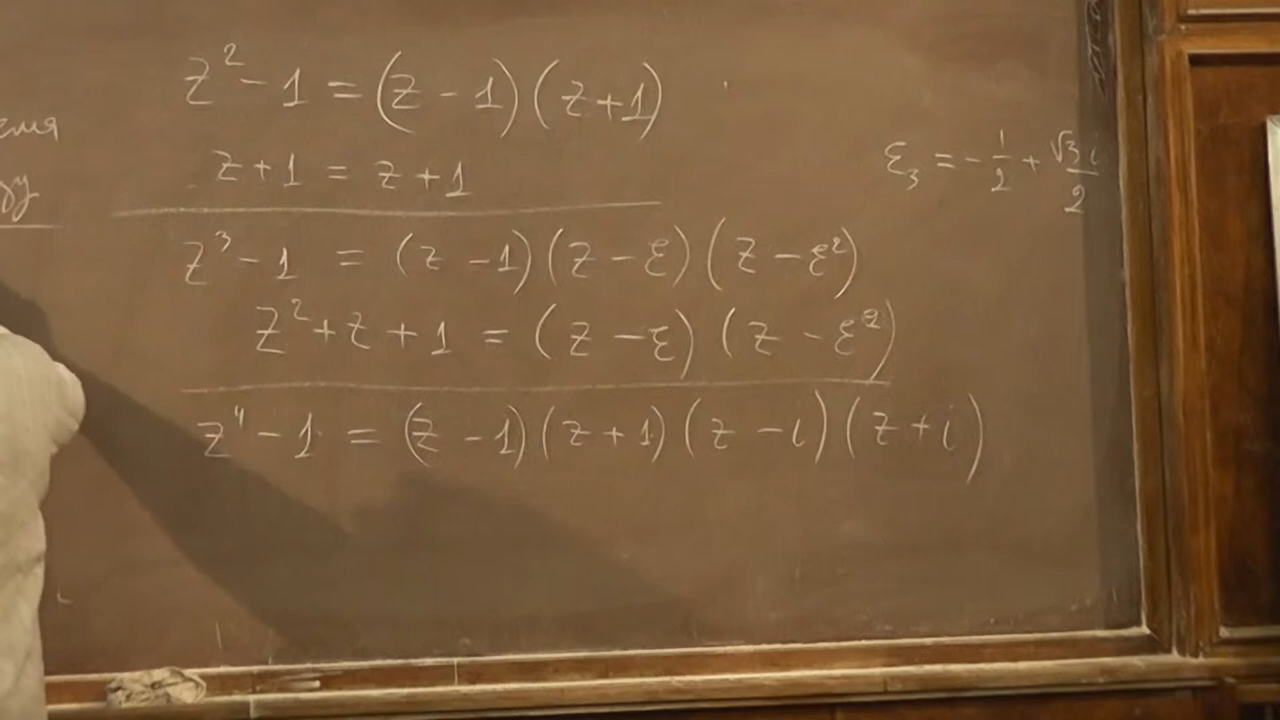 z² - 1 = (z - 1)(z + 1)
z + 1 = z + 1
ε₃ = -1/2 + √3 i/2
z³ - 1 = (z - 1)(z - ε)(z - ε²)
z² + z + 1 = (z - ε)(z - ε²)
z⁴ - 1 = (z - 1)(z + 1)(z - i)(z + i)